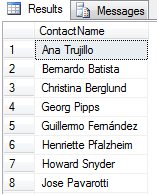 Results Messages
ContactName
1 Ana Trujillo
2 Bernardo Batista
3 Christina Berglund
4 Georg Pipps
5 Guillermo Fernández
6 Henriette Pfalzheim
7 Howard Snyder
8 Jose Pavarotti